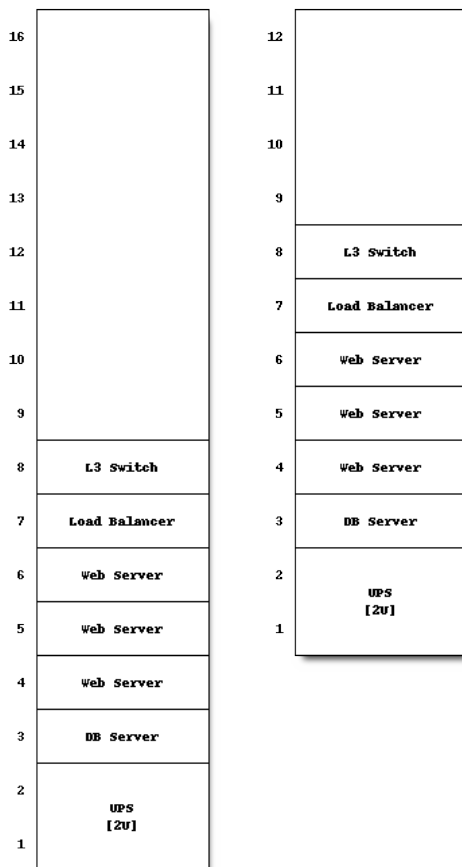 16
15
14
13
12
11
10
9
8 L3 Switch
7 Load Balancer
6 Web Server
5 Web Server
4 Web Server
3 DB Server
2
UPS
[2U]
1
12
11
10
9
8 L3 Switch
7 Load Balancer
6 Web Server
5 Web Server
4 Web Server
3 DB Server
2
UPS
[2U]
1